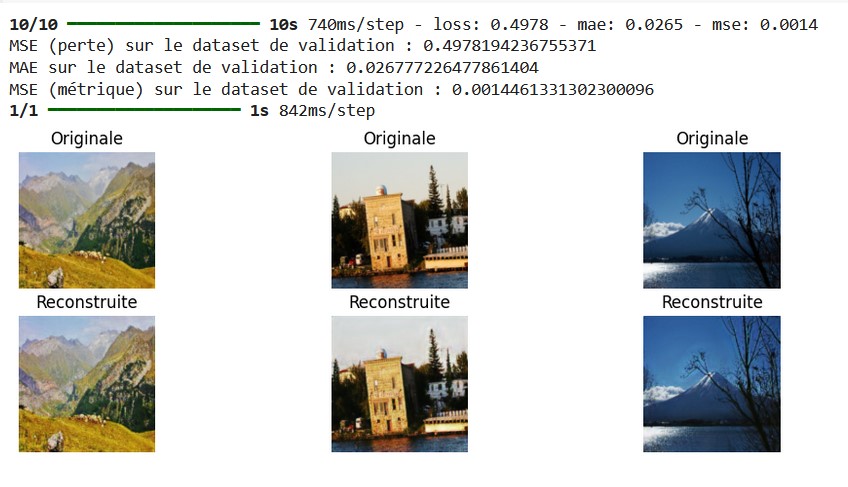 10/10 ━━━━━━━━━━━━━━━━━━━━ 10s 740ms/step - loss: 0.4978 - mae: 0.0265 - mse: 0.0014
MSE (perte) sur le dataset de validation : 0.4978194236755371
MAE sur le dataset de validation : 0.026777226477861404
MSE (métrique) sur le dataset de validation : 0.0014461331302300096
1/1 ━━━━━━━━━━━━━━━━━━━━ 1s 842ms/step
Originale Originale Originale
Reconstruite Reconstruite Reconstruite